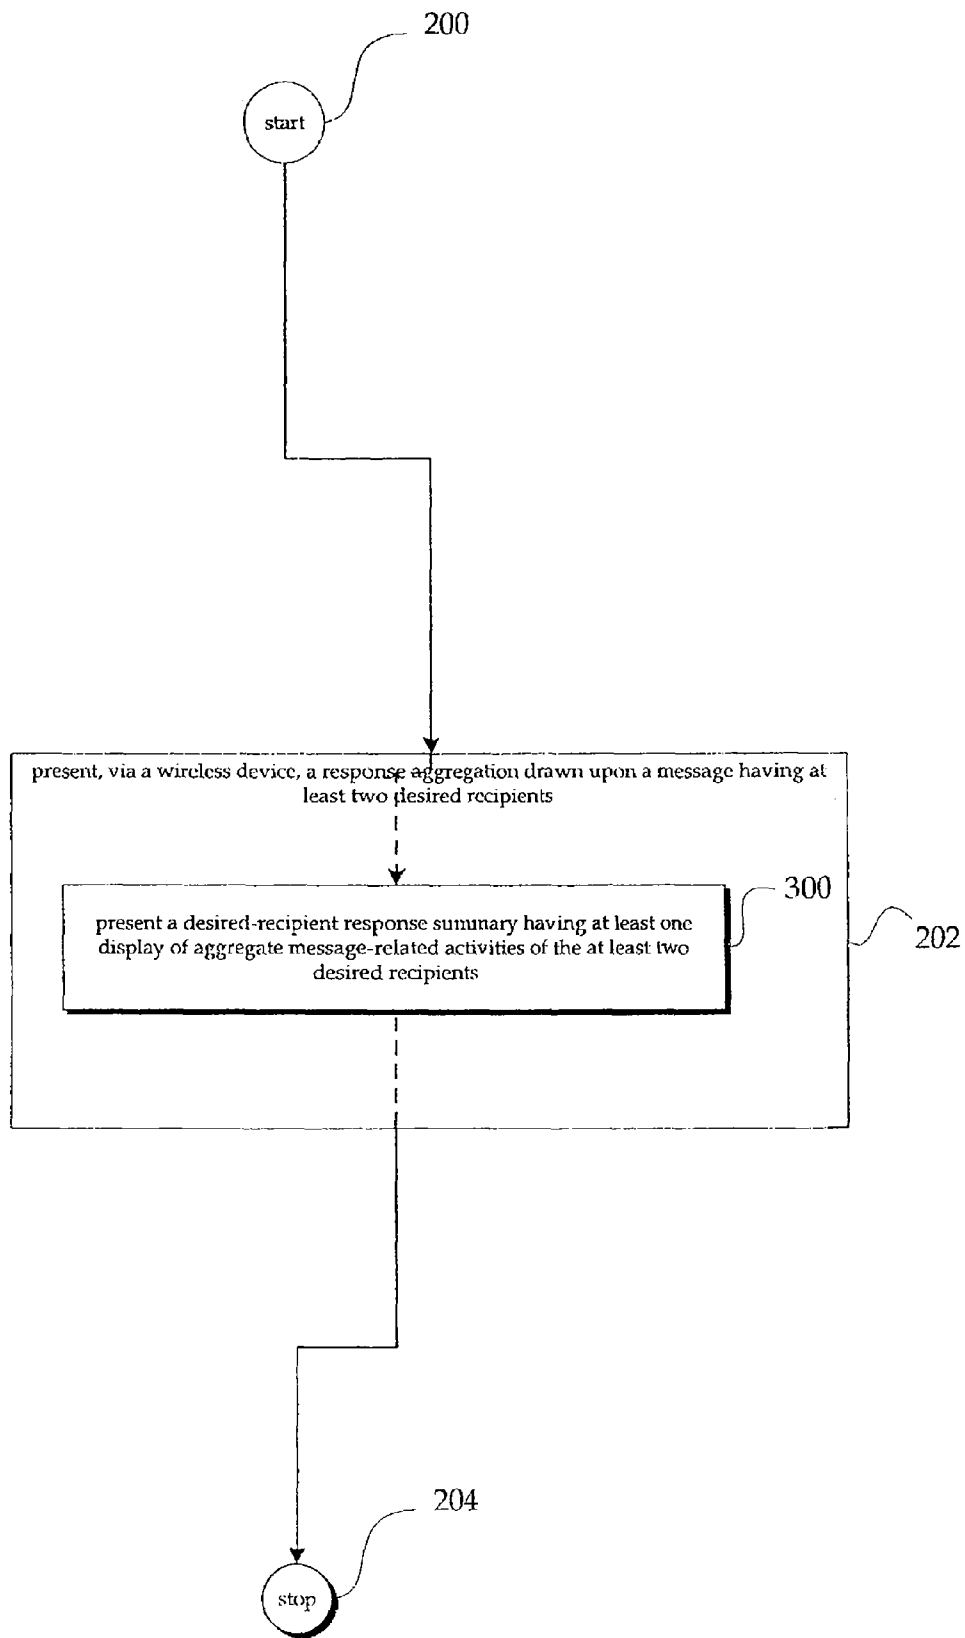 200
start
present, via a wireless device, a response aggregation drawn upon a message having at
least two desired recipients
300
present a desired-recipient response summary having at least one
display of aggregate message-related activities of the at least two
desired recipients
202
204
stop